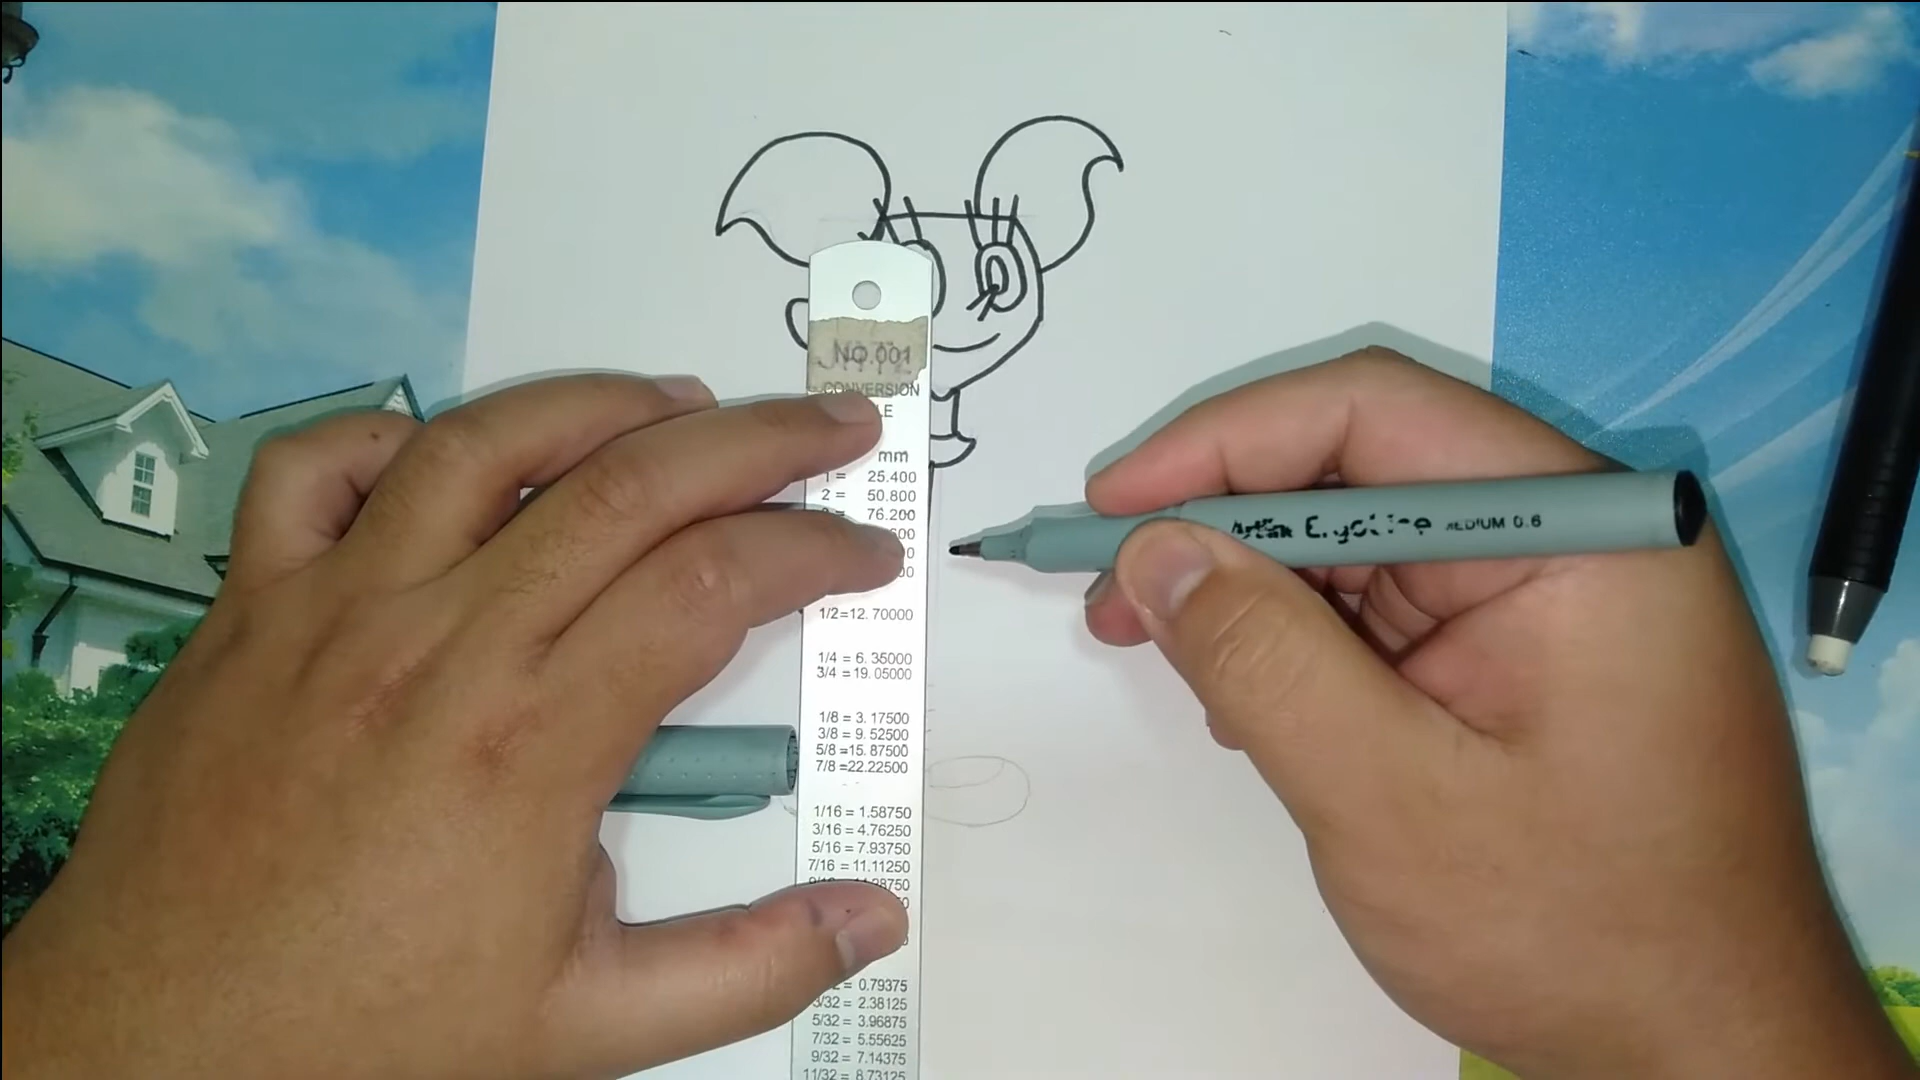 NO.001
CONVERSION
mm
1 = 25.400
2 = 50.800
76.200
1/2=12.70000
1/4 = 6.35000
3/4 =19.05000
1/8 = 3.17500
3/8 = 9.52500
5/8 =15.87500
7/8 =22.22500
1/16 = 1.58750
3/16 = 4.76250
5/16 = 7.93750
7/16 = 11.11250
= 0.79375
3/32 = 2.38125
5/32 = 3.96875
7/32 = 5.55625
9/32 = 7.14375
11/32 = 8.73125
MEDIUM 0.6